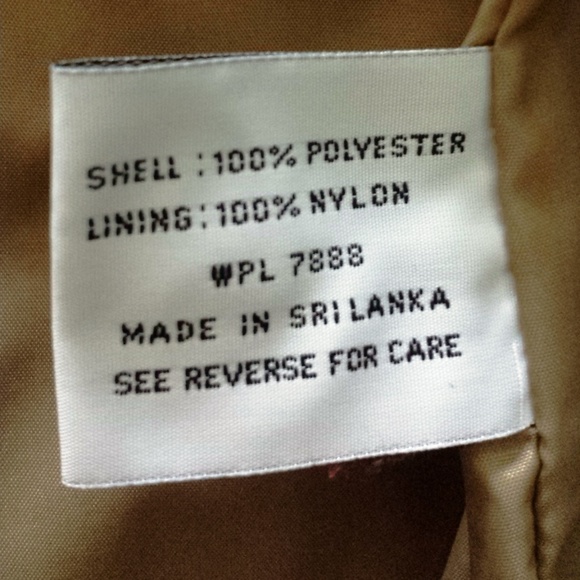 SHELL : 100% POLYESTER
LINING: 100% NYLON
WPL 7888
MADE IN SRI LANKA
SEE REVERSE FOR CARE